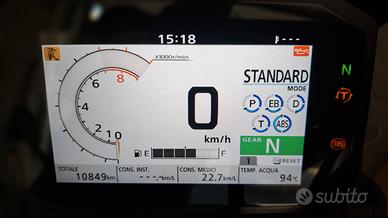 15:18
x1000r/min
8
6
4
2
10
0
km/h
STANDARD
MODE
P EB D
T ABS
GEAR N
E F
1 RESET
TOTALE CONS. INST. CONS.MEDIO TEMP. ACQUA
10849km ---.-km/L 22.7km/L 94℃
N
T
subito